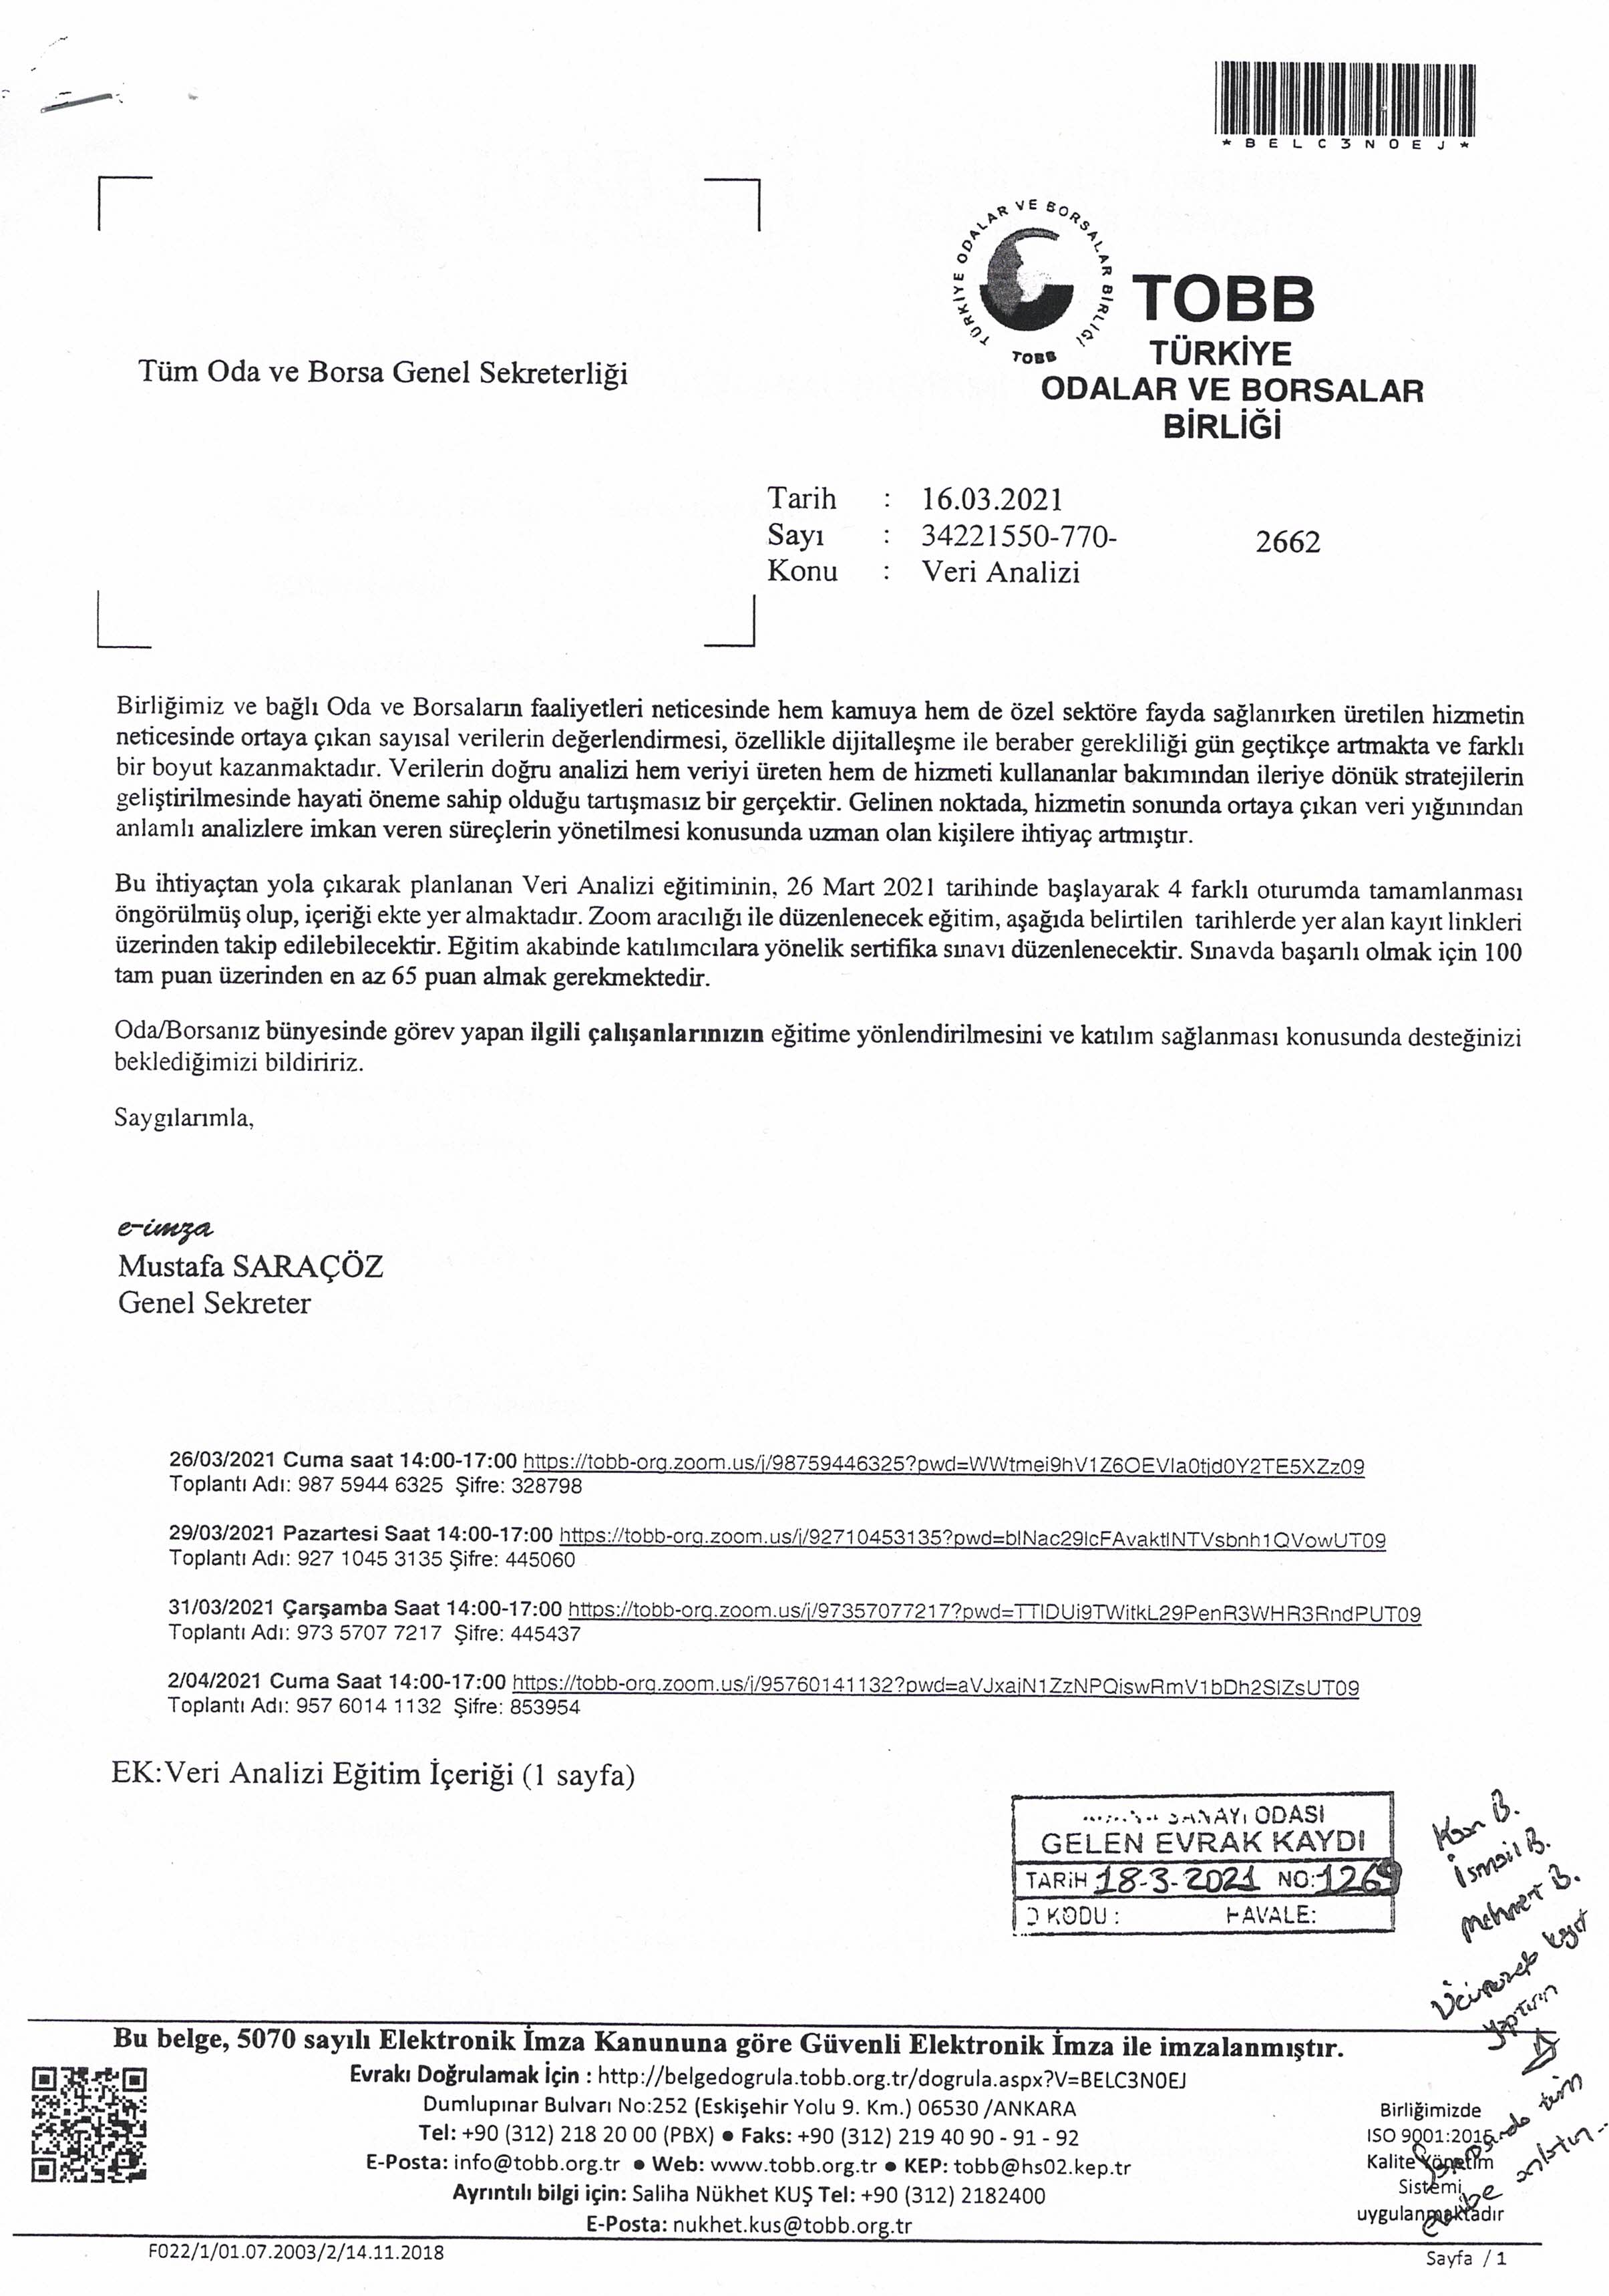 *BELC3N0EJ*
TÜRKİYE ODALAR VE BORSALAR BİRLİĞİ
TOBB
TOBB
TÜRKİYE
ODALAR VE BORSALAR
BİRLİĞİ
Tüm Oda ve Borsa Genel Sekreterliği
Tarih : 16.03.2021
Sayı : 34221550-770- 2662
Konu : Veri Analizi
Birliğimiz ve bağlı Oda ve Borsaların faaliyetleri neticesinde hem kamuya hem de özel sektöre fayda sağlanırken üretilen hizmetin
neticesinde ortaya çıkan sayısal verilerin değerlendirmesi, özellikle dijitalleşme ile beraber gerekliliği gün geçtikçe artmakta ve farklı
bir boyut kazanmaktadır. Verilerin doğru analizi hem veriyi üreten hem de hizmeti kullananlar bakımından ileriye dönük stratejilerin
geliştirilmesinde hayati öneme sahip olduğu tartışmasız bir gerçektir. Gelinen noktada, hizmetin sonunda ortaya çıkan veri yığınından
anlamlı analizlere imkan veren süreçlerin yönetilmesi konusunda uzman olan kişilere ihtiyaç artmıştır.
Bu ihtiyaçtan yola çıkarak planlanan Veri Analizi eğitiminin, 26 Mart 2021 tarihinde başlayarak 4 farklı oturumda tamamlanması
öngörülmüş olup, içeriği ekte yer almaktadır. Zoom aracılığı ile düzenlenecek eğitim, aşağıda belirtilen tarihlerde yer alan kayıt linkleri
üzerinden takip edilebilecektir. Eğitim akabinde katılımcılara yönelik sertifika sınavı düzenlenecektir. Sınavda başarılı olmak için 100
tam puan üzerinden en az 65 puan almak gerekmektedir.
Oda/Borsanız bünyesinde görev yapan ilgili çalışanlarınızın eğitime yönlendirilmesini ve katılım sağlanması konusunda desteğinizi
beklediğimizi bildiririz.
Saygılarımla,
e-imza
Mustafa SARAÇÖZ
Genel Sekreter
26/03/2021 Cuma saat 14:00-17:00 https://tobb-org.zoom.us/j/98759446325?pwd=WWtmei9hV1Z6OEVIa0tjd0Y2TE5XZz09
Toplantı Adı: 987 5944 6325 Şifre: 328798
29/03/2021 Pazartesi Saat 14:00-17:00 https://tobb-org.zoom.us/j/92710453135?pwd=blNac29IcFAvaktINTVsbnh1QVowUT09
Toplantı Adı: 927 1045 3135 Şifre: 445060
31/03/2021 Çarşamba Saat 14:00-17:00 https://tobb-org.zoom.us/j/97357077217?pwd=TTlDUi9TWitkL29PenR3WHR3RndPUT09
Toplantı Adı: 973 5707 7217 Şifre: 445437
2/04/2021 Cuma Saat 14:00-17:00 https://tobb-org.zoom.us/j/95760141132?pwd=aVJxajN1ZzNPQiswRmV1bDh2SlZsUT09
Toplantı Adı: 957 6014 1132 Şifre: 853954
EK:Veri Analizi Eğitim İçeriği (1 sayfa)
SANAYİ ODASI
GELEN EVRAK KAYDI
TARİH 18-3-2021 NO:1269
KODU : HAVALE:
B.
İsmail B.
Mehmet B.
kayıt
yaptırın
tüm
anlatın..
Bu belge, 5070 sayılı Elektronik İmza Kanununa göre Güvenli Elektronik İmza ile imzalanmıştır.
Evrakı Doğrulamak İçin : http://belgedogrula.tobb.org.tr/dogrula.aspx?V=BELC3N0EJ
Dumlupınar Bulvarı No:252 (Eskişehir Yolu 9. Km.) 06530 /ANKARA
Tel: +90 (312) 218 20 00 (PBX) ● Faks: +90 (312) 219 40 90 - 91 - 92
E-Posta: info@tobb.org.tr ● Web: www.tobb.org.tr ● KEP: tobb@hs02.kep.tr
Ayrıntılı bilgi için: Saliha Nükhet KUŞ Tel: +90 (312) 2182400
E-Posta: nukhet.kus@tobb.org.tr
Birliğimizde
ISO 9001:2015
Kalite Yönetim
Sistemi
uygulanmaktadır
F022/1/01.07.2003/2/14.11.2018
Sayfa / 1